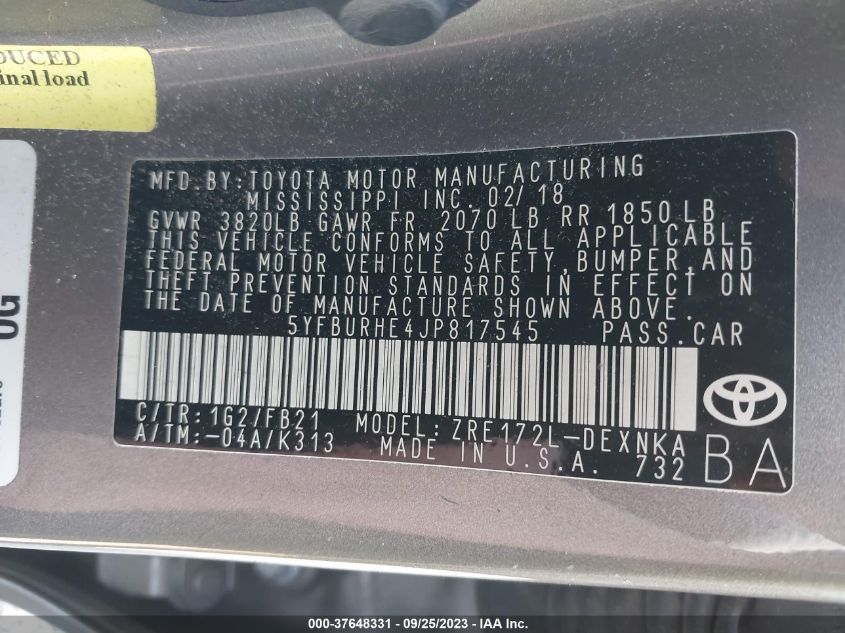 DUCED
inal load
OG
MFD. BY: TOYOTA MOTOR MANUFACTURING
MISSISSIPPI INC. 02/18
GVWR 3820LB GAWR FR 2070 LB RR 1850 LB
THIS VEHICLE CONFORMS TO ALL APPLICABLE
FEDERAL MOTOR VEHICLE SAFETY, BUMPER, AND
THEFT PREVENTION STANDARDS IN EFFECT ON
THE DATE OF MANUFACTURE SHOWN ABOVE.
5YFBURHE4JP817545 PASS. CAR
C/TR: 1G2/FB21 MODEL: ZRE172L-DEXNKA
A/TM: -04A/K313 MADE IN U.S.A. 732
BA
000-37648331 - 09/25/2023 - IAA Inc.